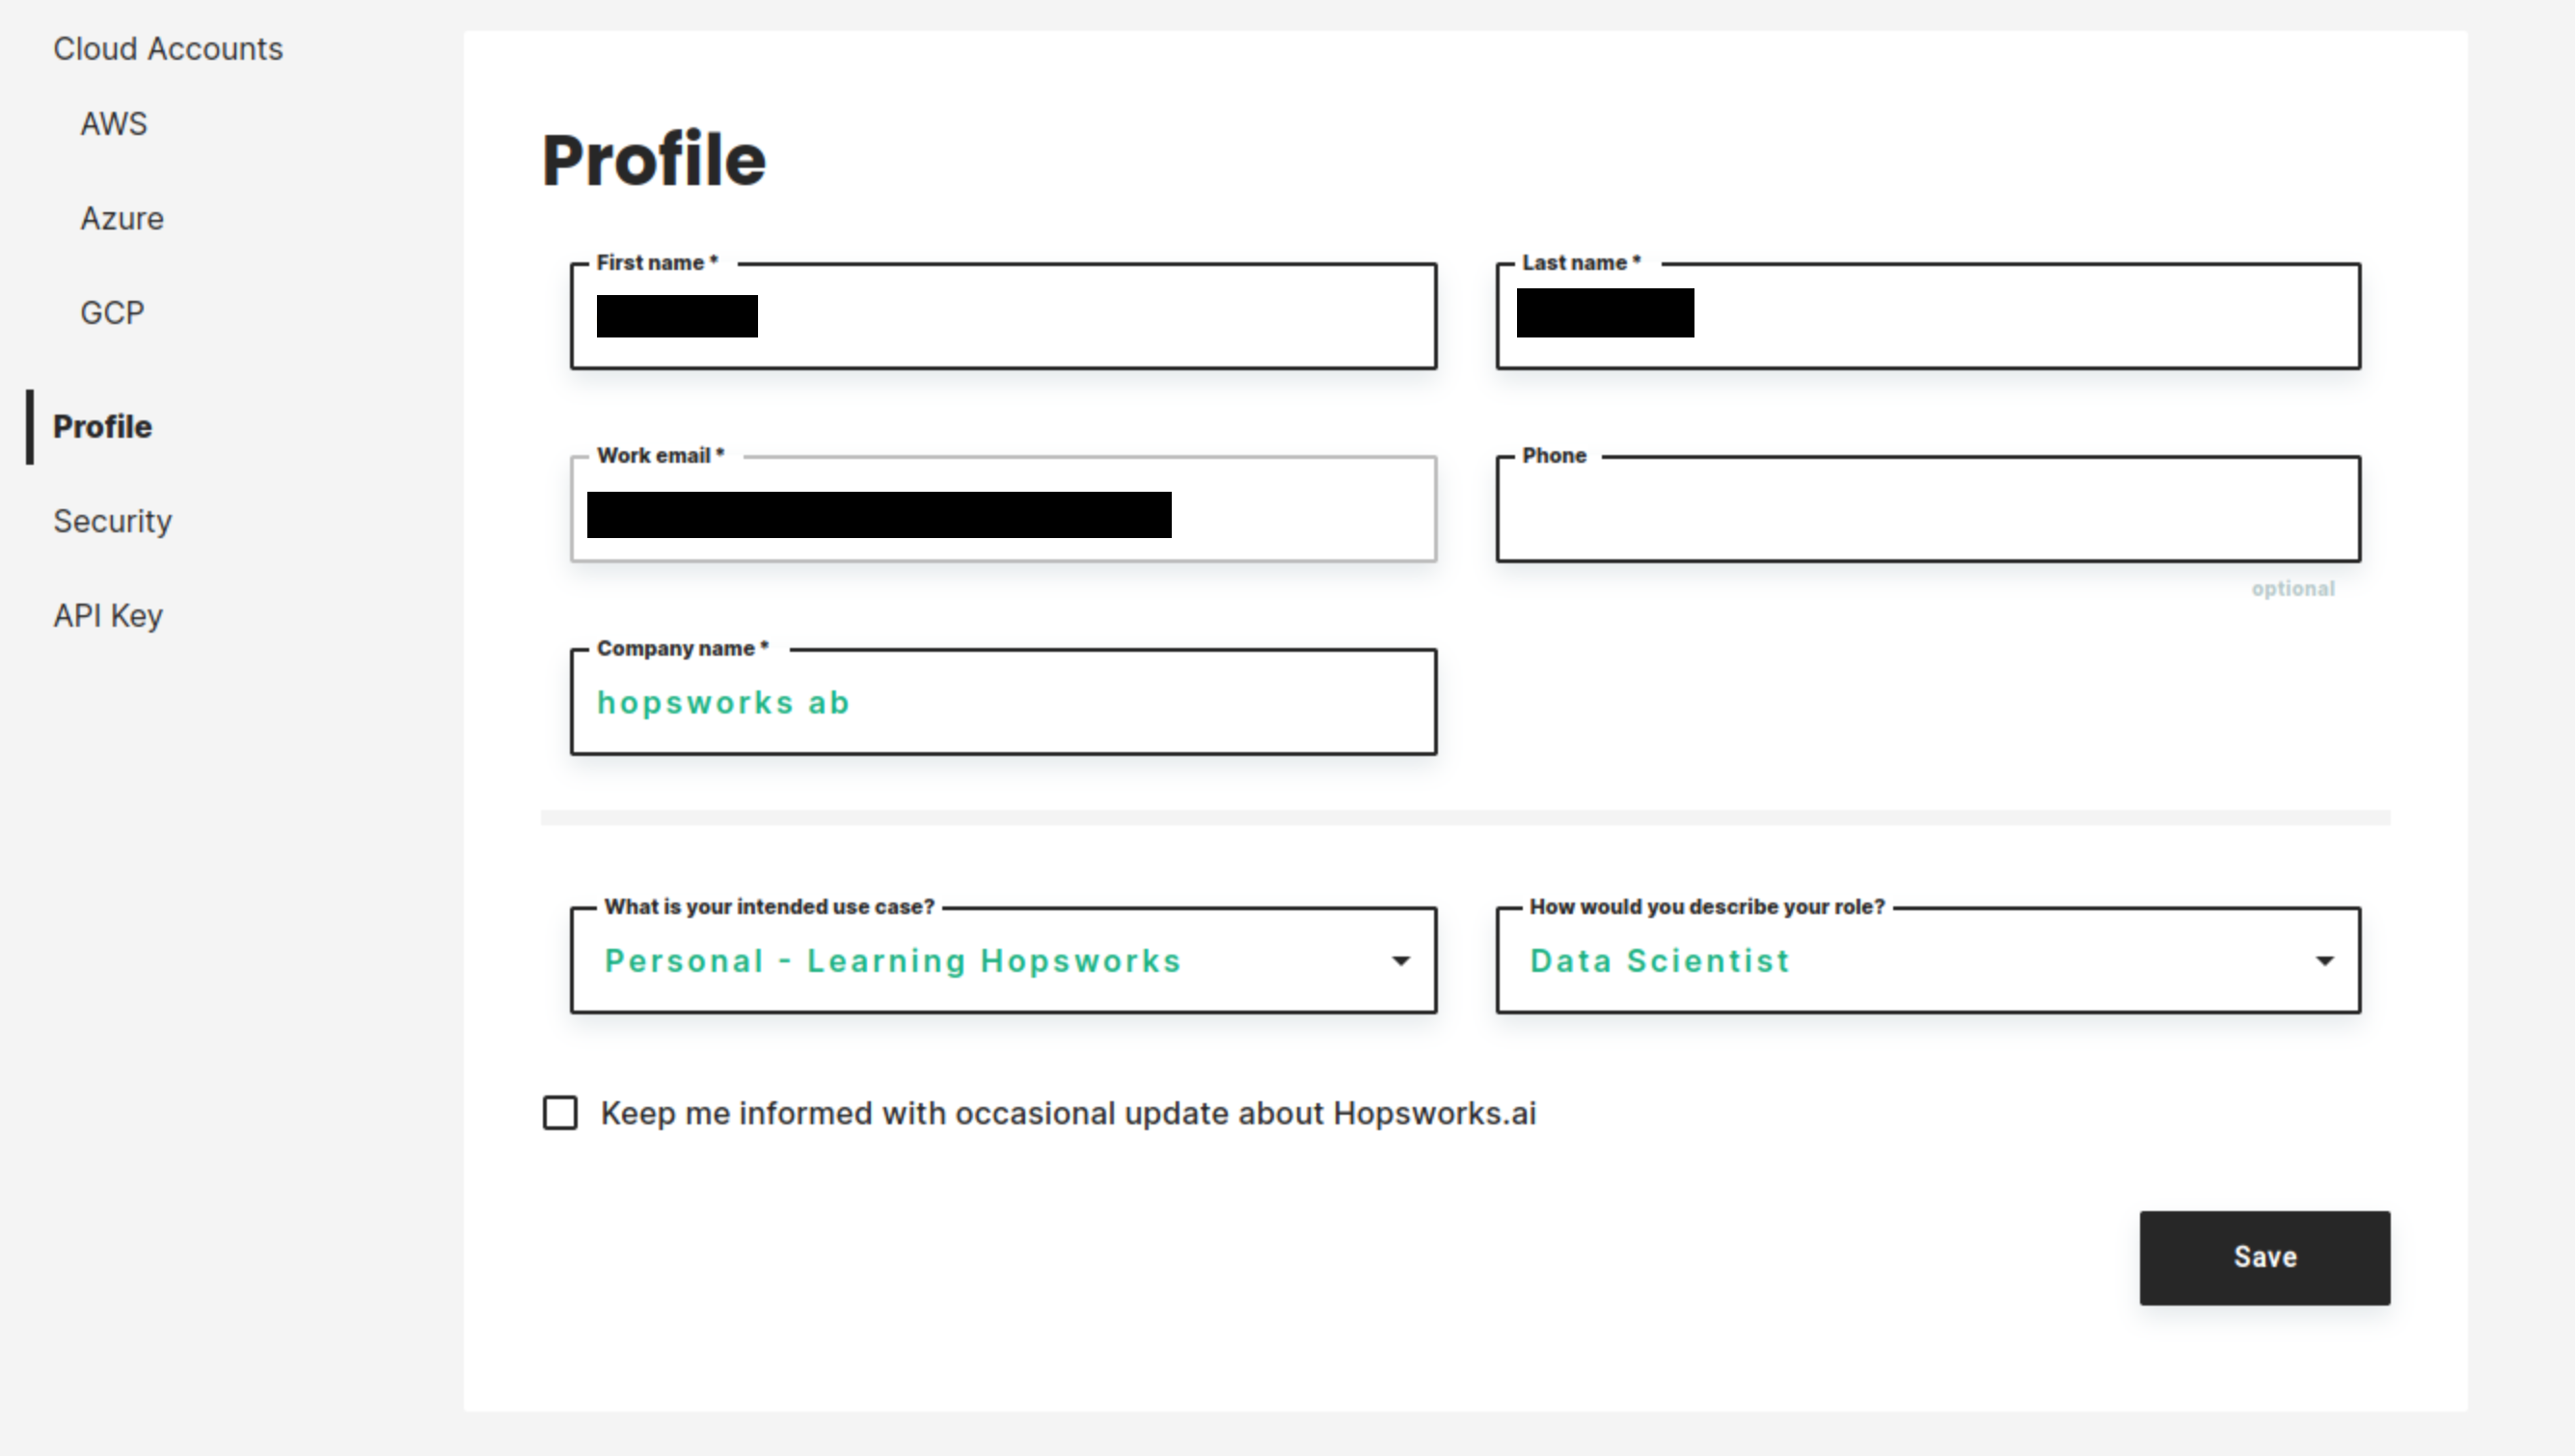 Cloud Accounts
AWS
Azure
GCP
Profile
Security
API Key
Profile
First name *
Last name *
Work email *
Phone
optional
Company name *
hopsworks ab
What is your intended use case?
Personal - Learning Hopsworks
How would you describe your role?
Data Scientist
Keep me informed with occasional update about Hopsworks.ai
Save